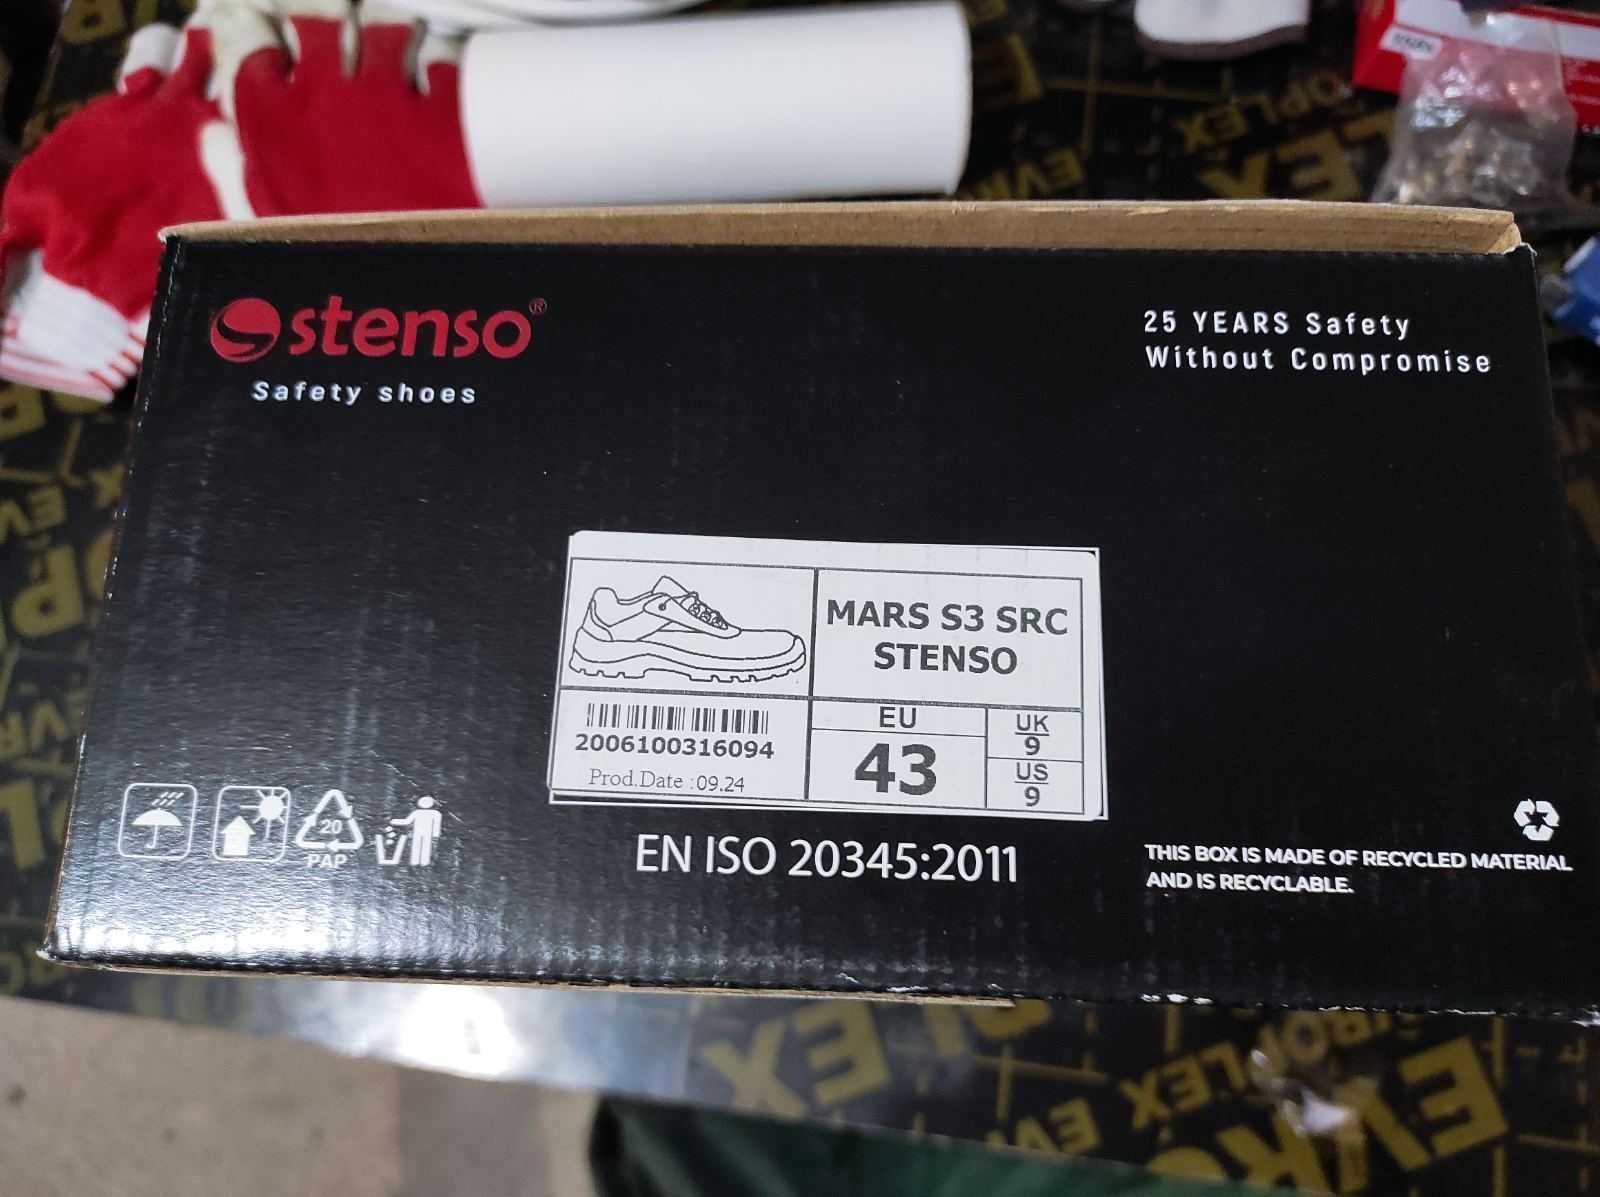 stenso®
Safety shoes
25 YEARS Safety
Without Compromise
MARS S3 SRC
STENSO
2006100316094
Prod.Date :09.24
EU
43
UK
9
US
9
20
PAP
EN ISO 20345:2011
THIS BOX IS MADE OF RECYCLED MATERIAL
AND IS RECYCLABLE.
EVROPLEX